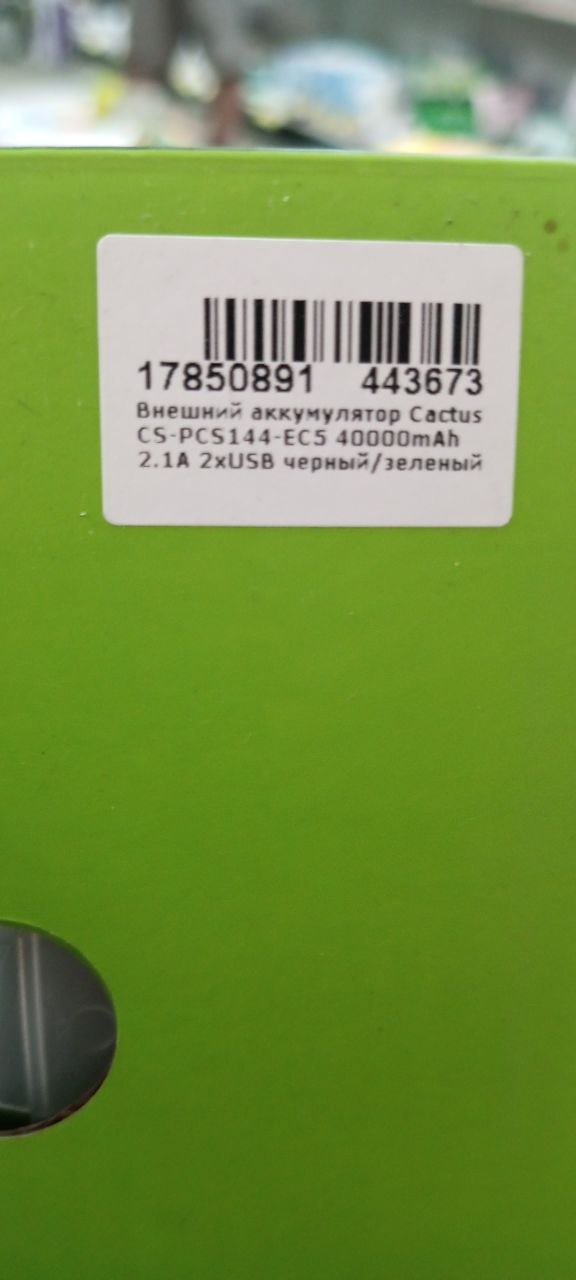 17850891 443673
Внешний аккумулятор Cactus
CS-PCS144-EC5 40000mAh
2.1A 2xUSB черный/зеленый